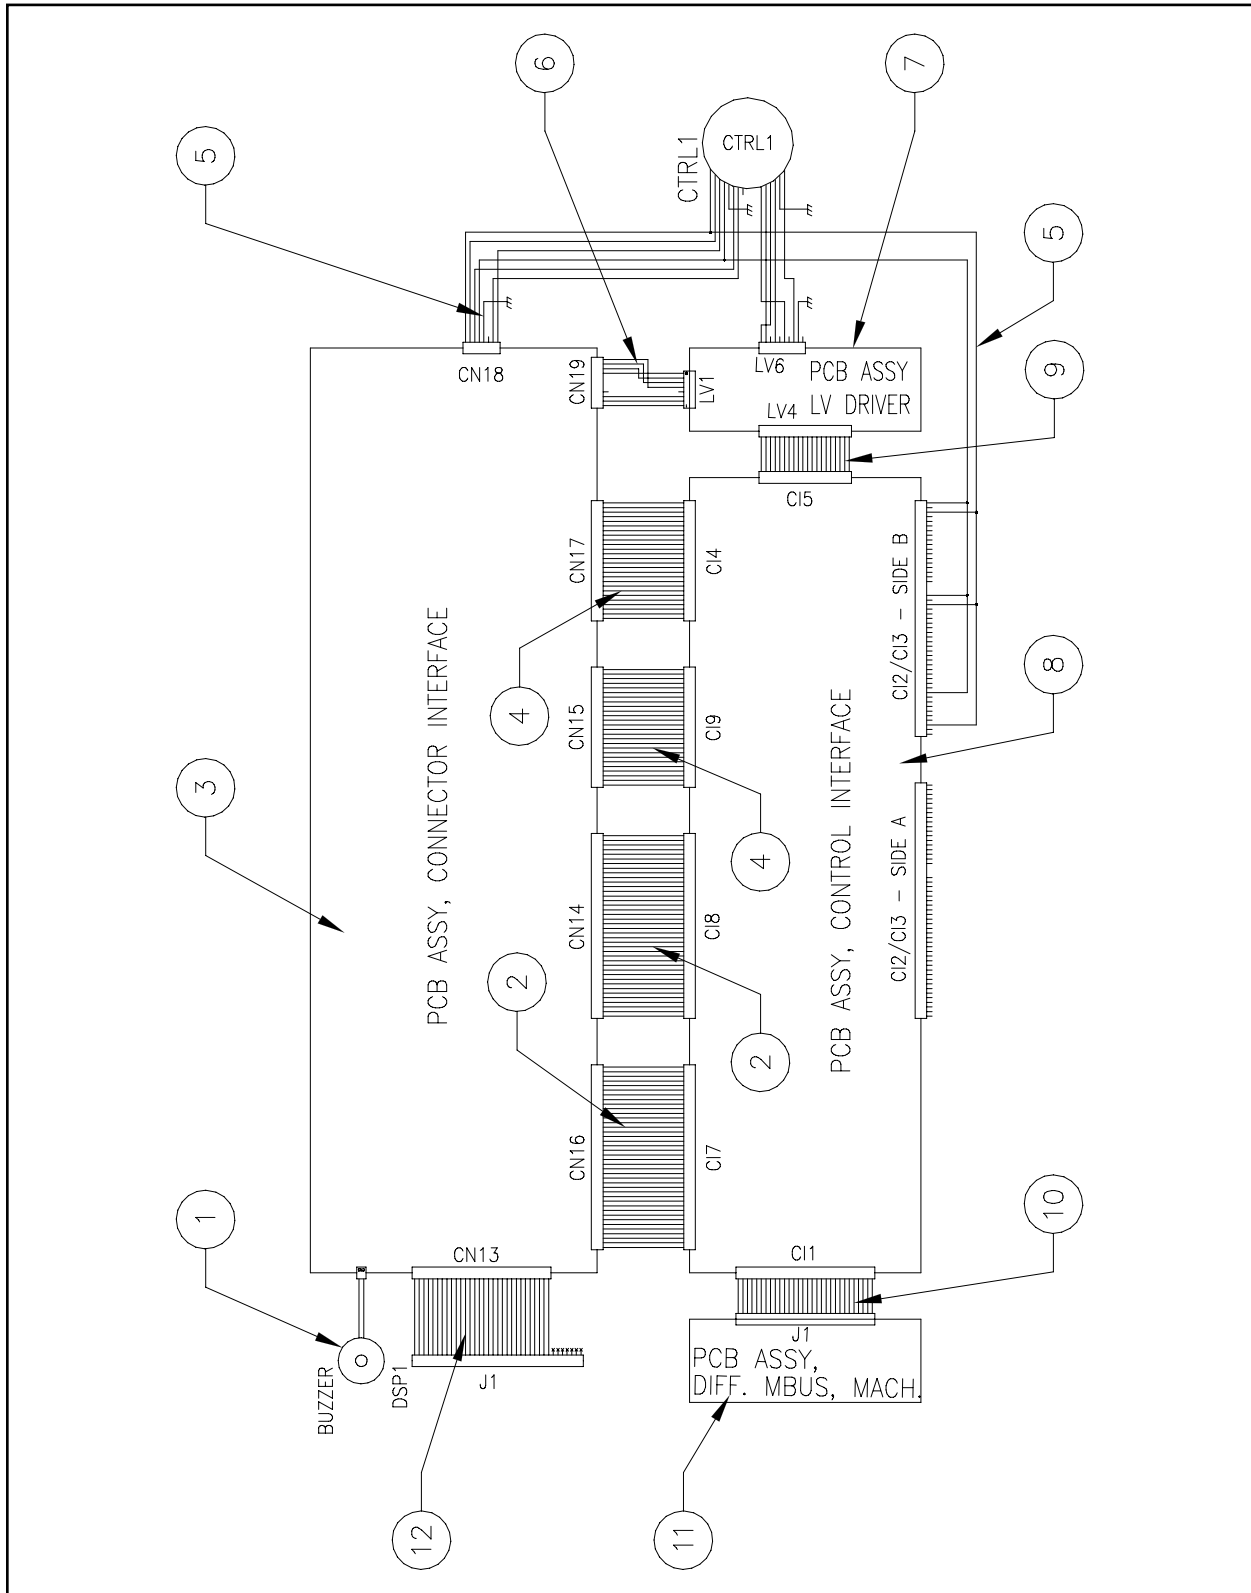 6
7
5
CTRL1
CTRL1
5
CN18
CN19
LV1
LV6
PCB ASSY
LV DRIVER
LV4
9
CI5
CN17
CI4
4
CN15
CI9
4
CI2/CI3 - SIDE B
8
3
PCB ASSY, CONNECTOR INTERFACE
PCB ASSY, CONTROL INTERFACE
CN14
CI8
CI2/CI3 - SIDE A
2
2
CN16
CI7
1
CN13
CI1
10
BUZZER
DSP1
J1
J1
PCB ASSY,
DIFF. MBUS, MACH.
12
11